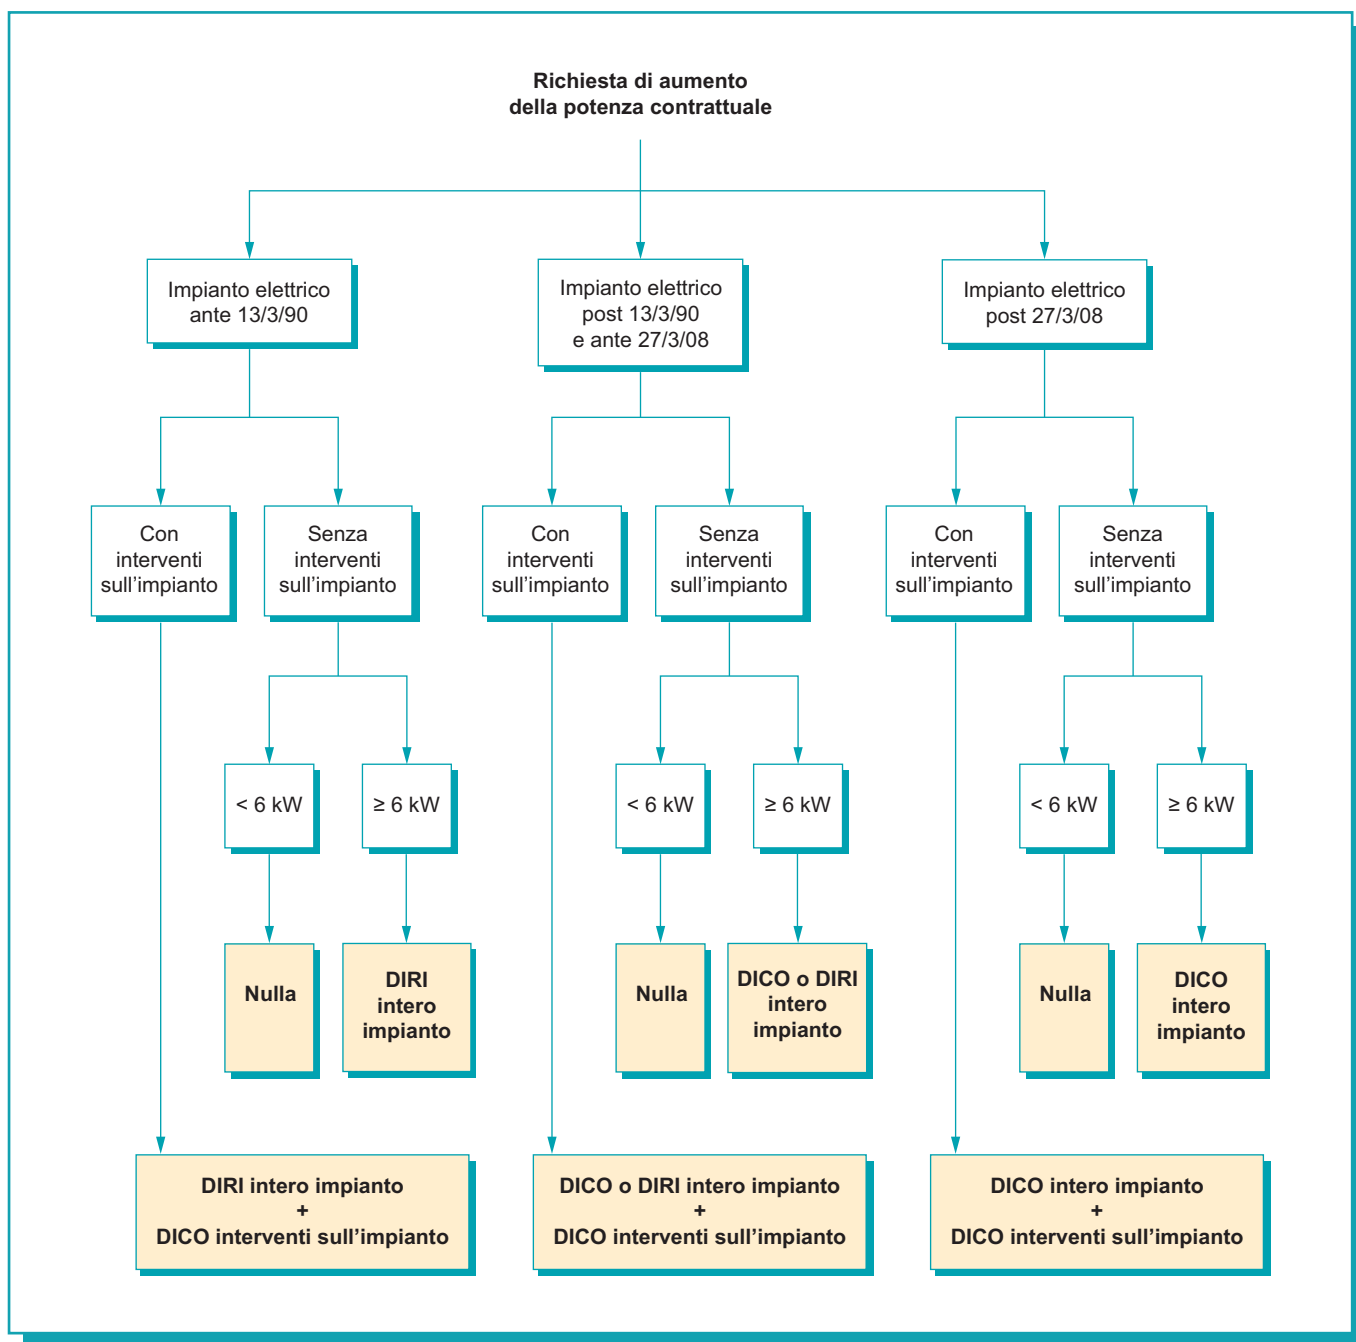 Richiesta di aumento
della potenza contrattuale
Impianto elettrico
ante 13/3/90
Impianto elettrico
post 13/3/90
e ante 27/3/08
Impianto elettrico
post 27/3/08
Con
interventi
sull'impianto
Senza
interventi
sull'impianto
Con
interventi
sull'impianto
Senza
interventi
sull'impianto
Con
interventi
sull'impianto
Senza
interventi
sull'impianto
< 6 kW
≥ 6 kW
< 6 kW
≥ 6 kW
< 6 kW
≥ 6 kW
Nulla
DIRI
intero
impianto
Nulla
DICO o DIRI
intero
impianto
Nulla
DICO
intero
impianto
DIRI intero impianto
+
DICO interventi sull'impianto
DICO o DIRI intero impianto
+
DICO interventi sull'impianto
DICO intero impianto
+
DICO interventi sull'impianto